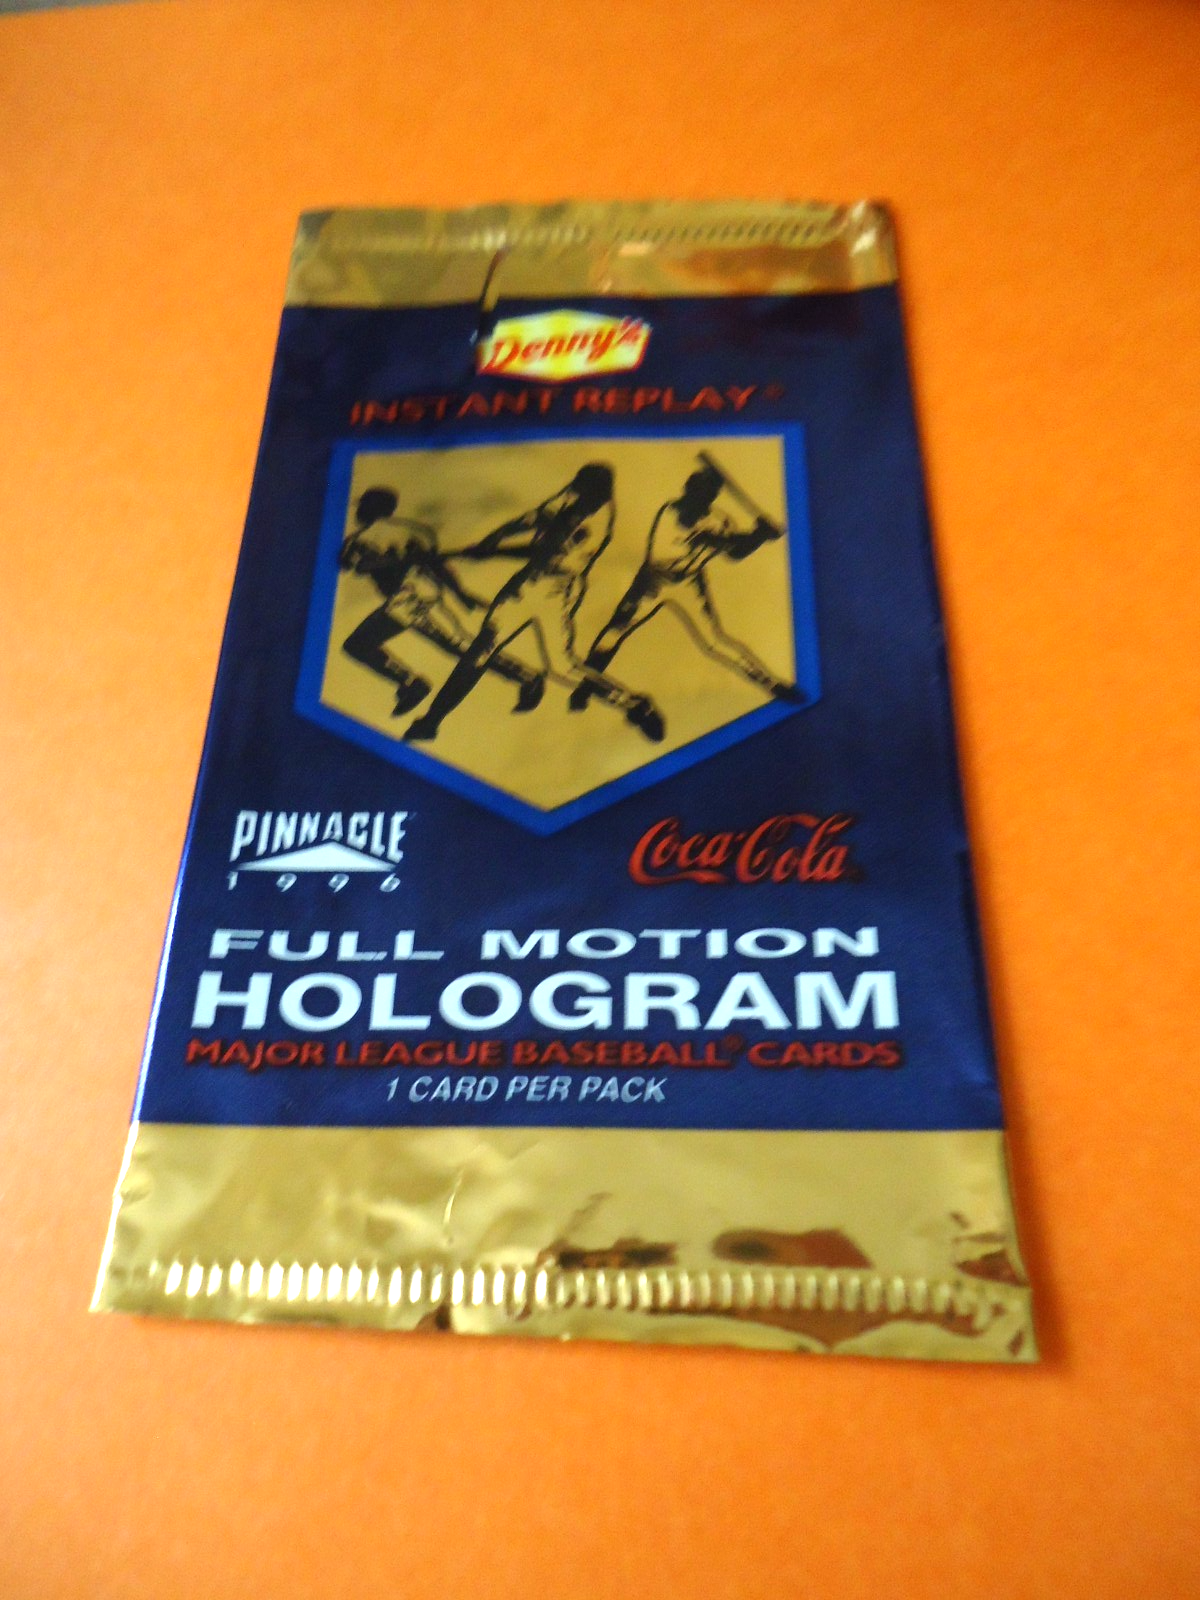 Denny's
INSTANT REPLAY®
PINNACLE
1996
Coca-Cola
FULL MOTION
HOLOGRAM
MAJOR LEAGUE BASEBALL® CARDS
1 CARD PER PACK